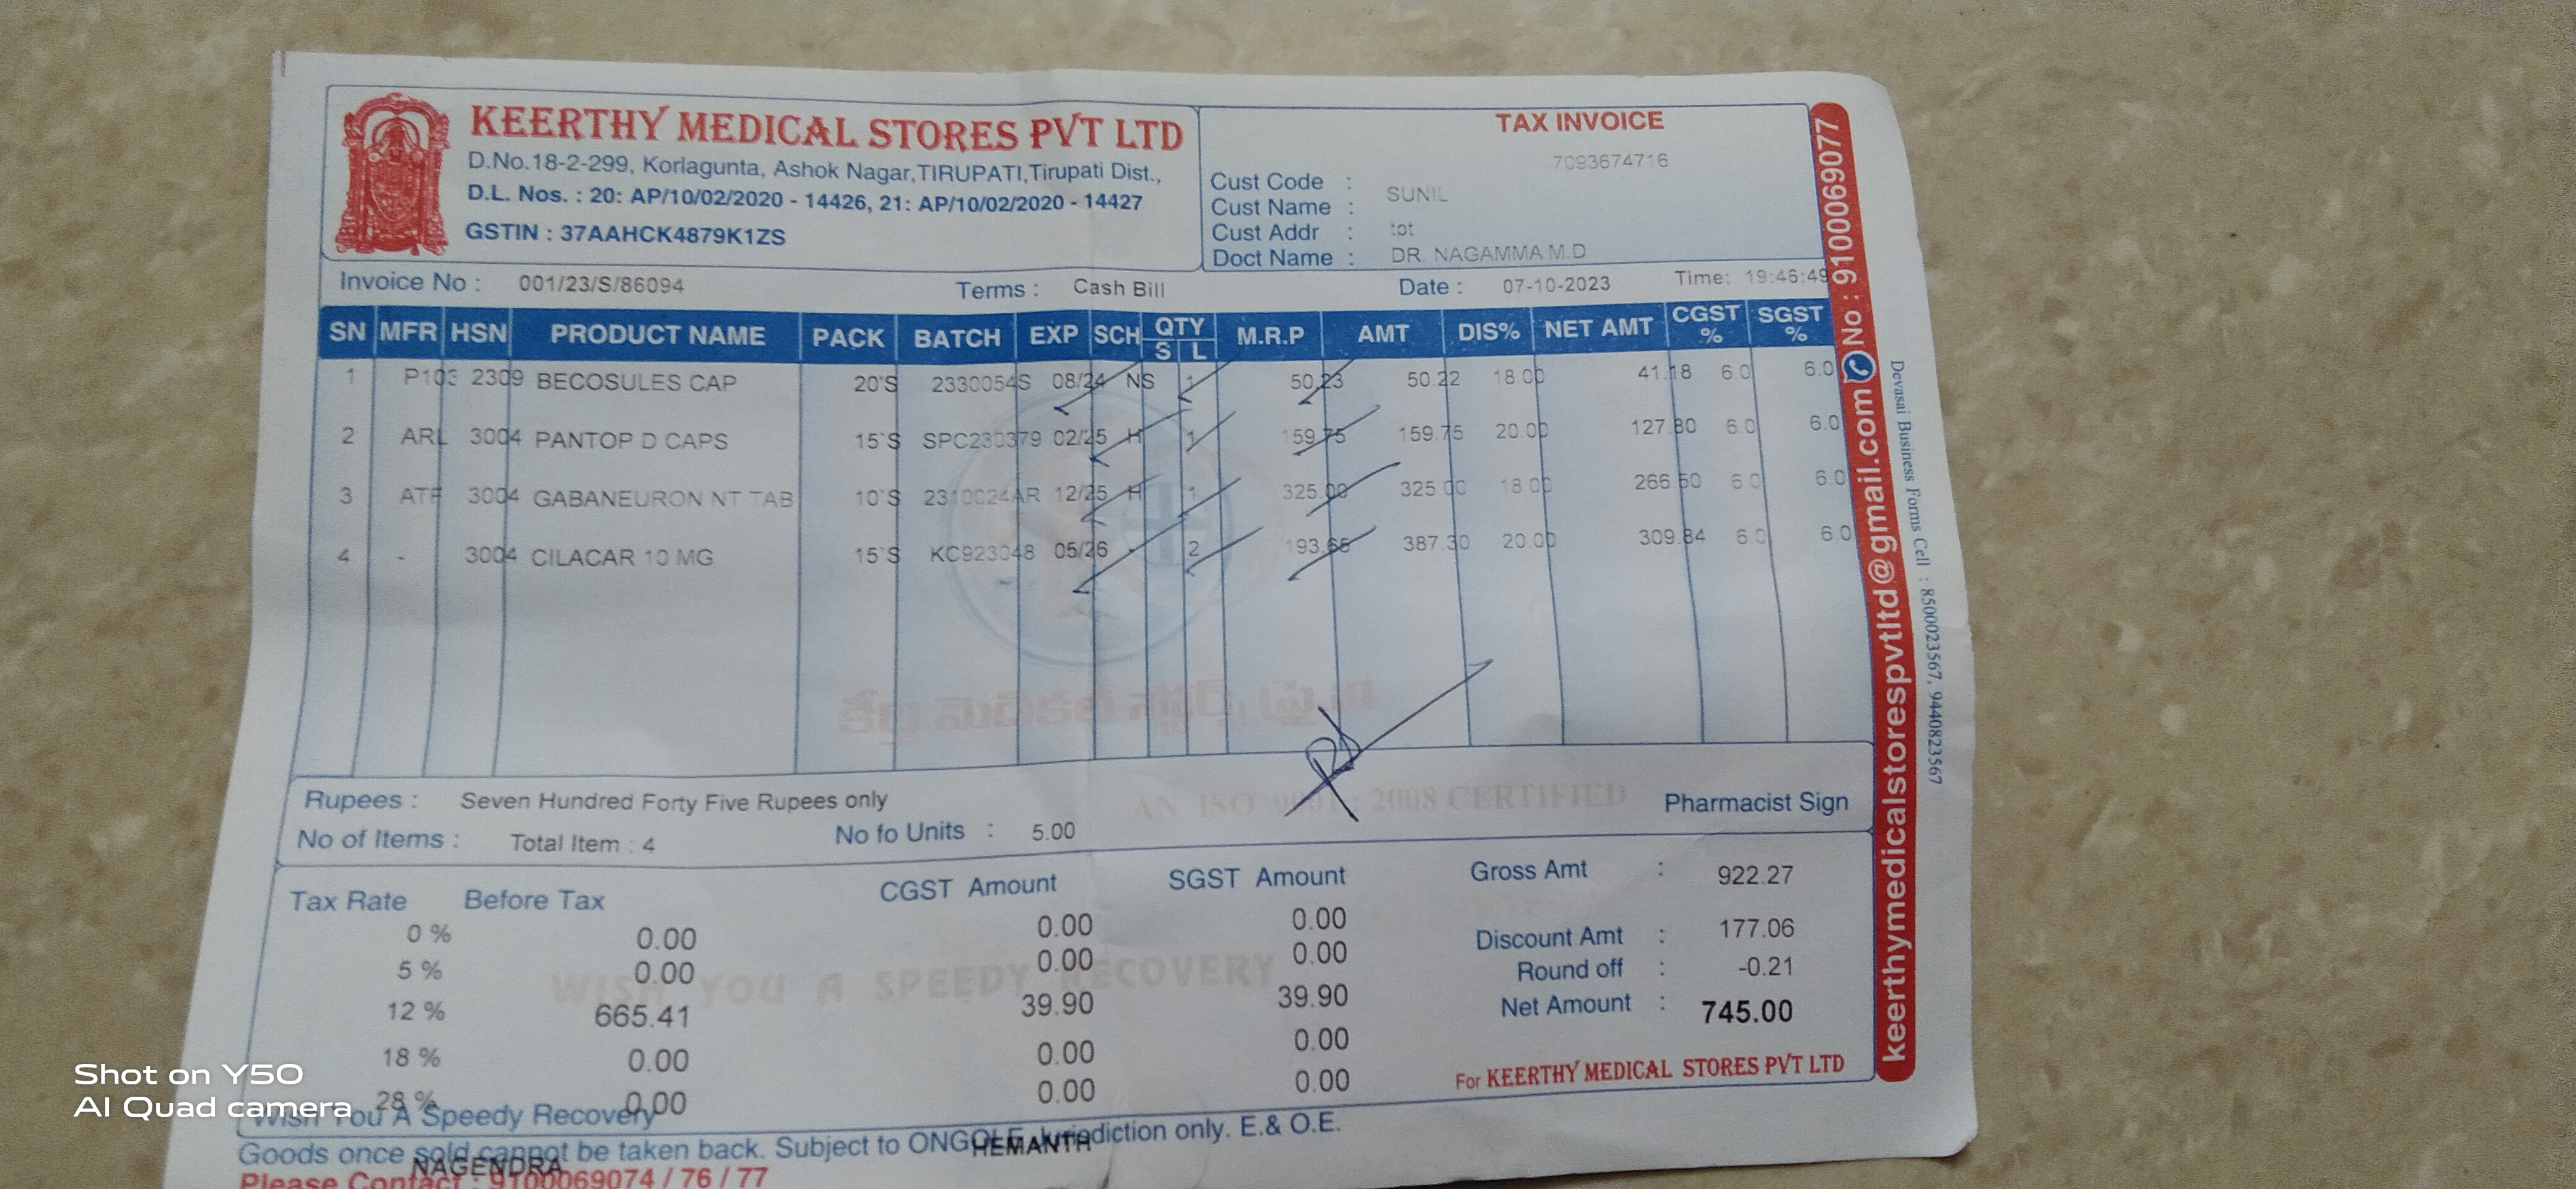 KEERTHY MEDICAL STORES PVT LTD
D.No.18-2-299, Korlagunta, Ashok Nagar,TIRUPATI,Tirupati Dist.,
D.L. Nos. : 20: AP/10/02/2020 - 14426, 21: AP/10/02/2020 - 14427
GSTIN : 37AAHCK4879K1ZS
TAX INVOICE
7093674716
Cust Code :
Cust Name : SUNIL
Cust Addr : tpt
Doct Name : DR. NAGAMMA M.D
Invoice No : 001/23/S/86094 Terms : Cash Bill Date : 07-10-2023 Time: 19:46:49
SN MFR HSN PRODUCT NAME PACK BATCH EXP SCH QTY S L M.R.P AMT DIS% NET AMT CGST % SGST %
1 P103 2309 BECOSULES CAP 20'S 2330054S 08/24 NS 1 50.23 50.22 18.00 41.18 6.0 6.0
2 ARL 3004 PANTOP D CAPS 15'S SPC230379 02/25 H 1 159.75 159.75 20.00 127.80 6.0 6.0
3 ATF 3004 GABANEURON NT TAB 10'S 2310024AR 12/25 H 1 325.00 325.00 18.00 266.50 6.0 6.0
4 - 3004 CILACAR 10 MG 15'S KC923048 05/26 - 2 193.65 387.30 20.00 309.84 6.0 6.0
AN ISO 9001 : 2008 CERTIFIED
Rupees : Seven Hundred Forty Five Rupees only
Pharmacist Sign
No of Items : Total Item : 4 No fo Units : 5.00
Tax Rate Before Tax CGST Amount SGST Amount
0 % 0.00 0.00 0.00
5 % 0.00 0.00 0.00
12 % 665.41 39.90 39.90
18 % 0.00 0.00 0.00
28 % 0.00 0.00 0.00
WISH YOU A SPEEDY RECOVERY
Gross Amt : 922.27
Discount Amt : 177.06
Round off : -0.21
Net Amount : 745.00
For KEERTHY MEDICAL STORES PVT LTD
Wish You A Speedy Recovery
Goods once sold cannot be taken back. Subject to ONGOLE Jurisdiction only. E.& O.E.
HEMANTH
NAGENDRA
Please Contact : 9100069074 / 76 / 77
keerthymedicalstorespvtltd@gmail.com No : 9100069077
Devasai Business Forms Cell : 8500023567, 9440823567
Shot on Y50
AI Quad camera